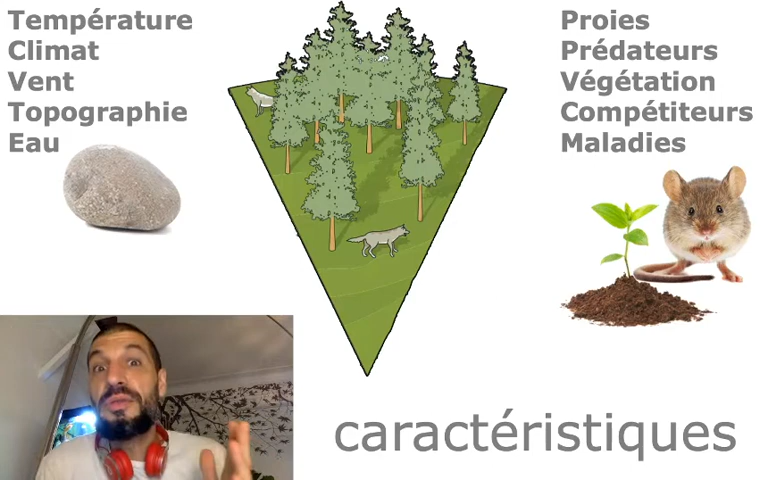 Température
Climat
Vent
Topographie
Eau
Proies
Prédateurs
Végétation
Compétiteurs
Maladies
caractéristiques